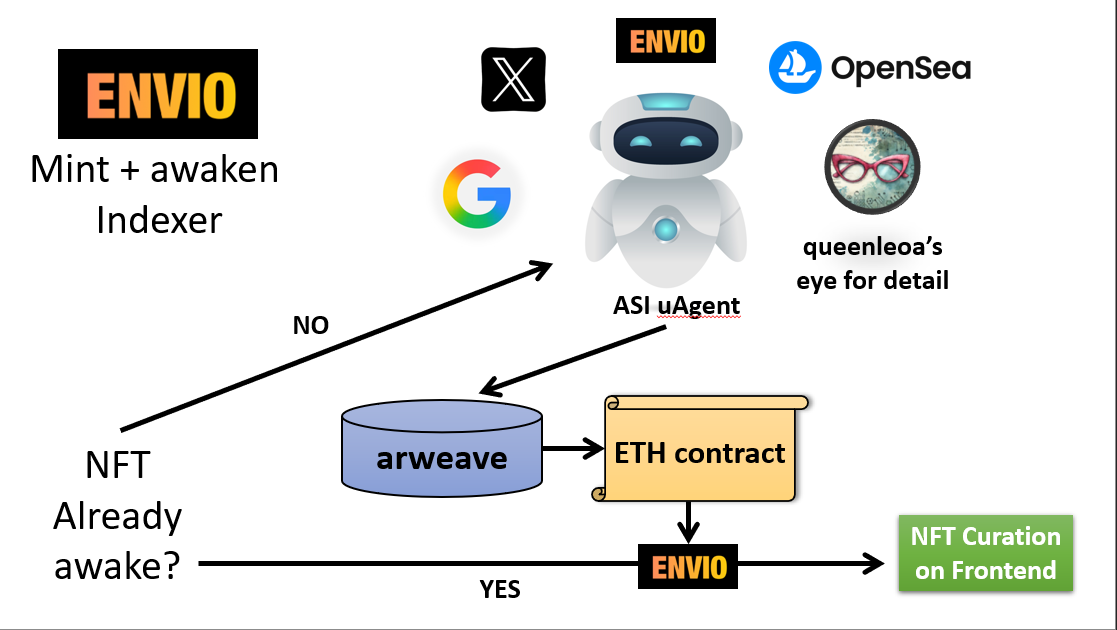 ENVIO
Mint + awaken
Indexer
X
ENVIO
OpenSea
G
queenleoa's
eye for detail
ASI uAgent
NO
NFT
Already
awake?
arweave
ETH contract
ENVIO
YES
NFT Curation
on Frontend